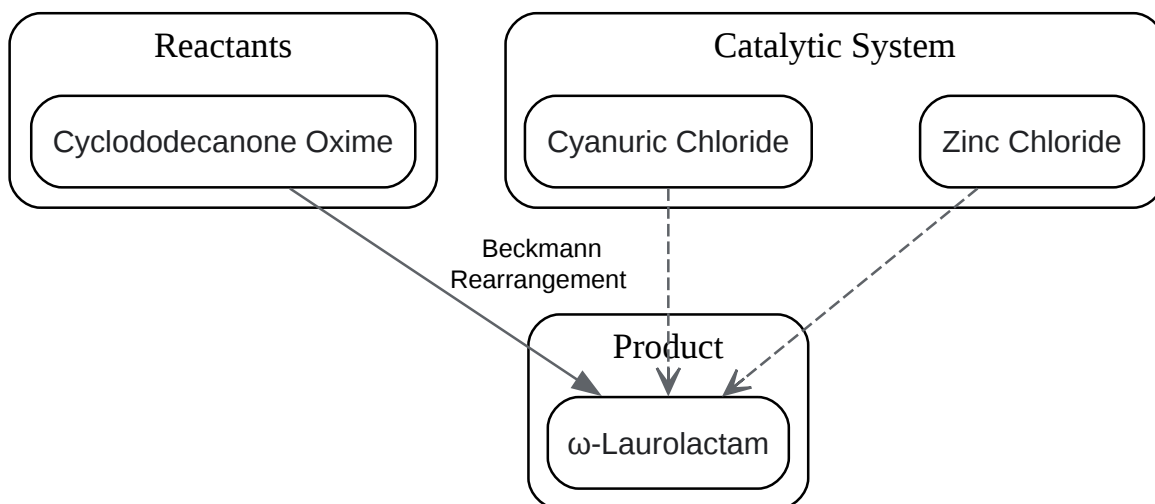 Reactants
Catalytic System
Cyclododecanone Oxime
Cyanuric Chloride
Zinc Chloride
Beckmann
Rearrangement
Product
ω-Laurolactam